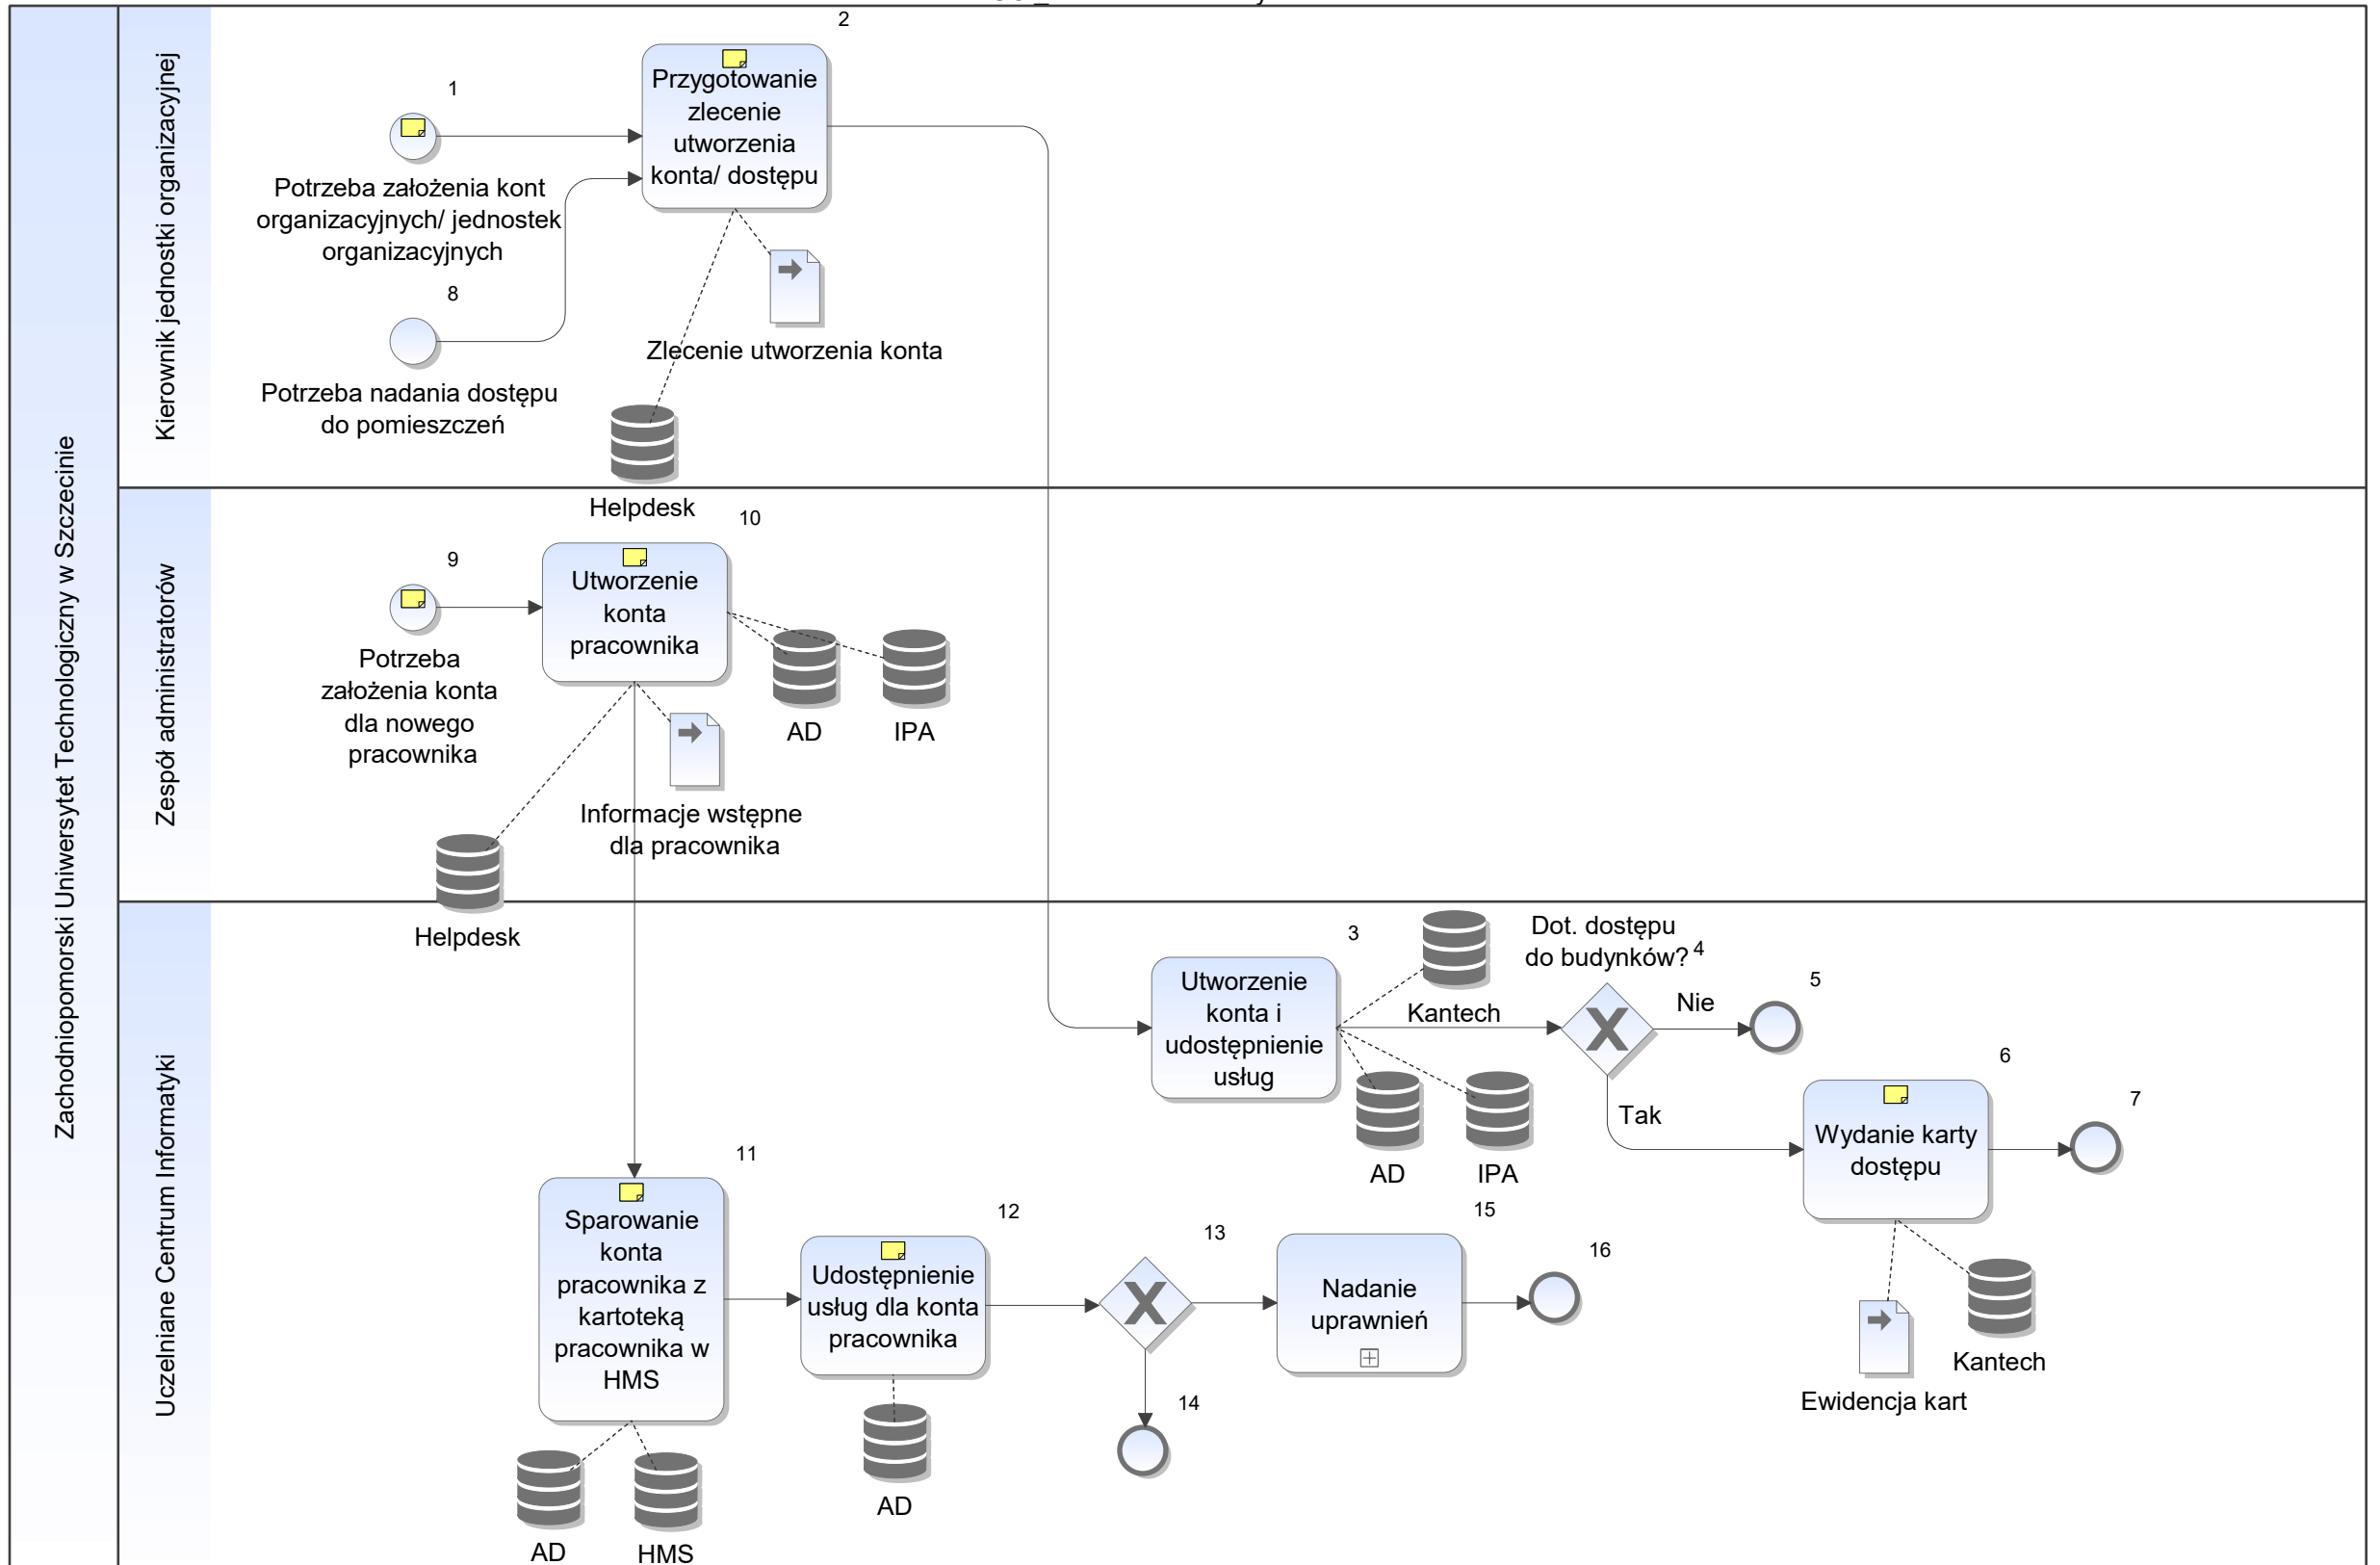 2
Zachodniopomorski Uniwersytet Technologiczny w Szczecinie
Kierownik jednostki organizacyjnej
1
Potrzeba założenia kont
organizacyjnych/ jednostek
organizacyjnych
Przygotowanie
zlecenie
utworzenia
konta/ dostępu
8
Potrzeba nadania dostępu
do pomieszczeń
Zlecenie utworzenia konta
Helpdesk
Zespół administratorów
9
Potrzeba
założenia konta
dla nowego
pracownika
10
Utworzenie
konta
pracownika
AD
IPA
Informacje wstępne
dla pracownika
Helpdesk
Uczelniane Centrum Informatyki
3
Utworzenie
konta i
udostępnienie
usług
Kantech
AD
IPA
Dot. dostępu
do budynków? 4
Nie
5
Tak
6
Wydanie karty
dostępu
7
Ewidencja kart
Kantech
11
Sparowanie
konta
pracownika z
kartoteką
pracownika w
HMS
AD
HMS
12
Udostępnienie
usług dla konta
pracownika
AD
13
14
15
Nadanie
uprawnień
16